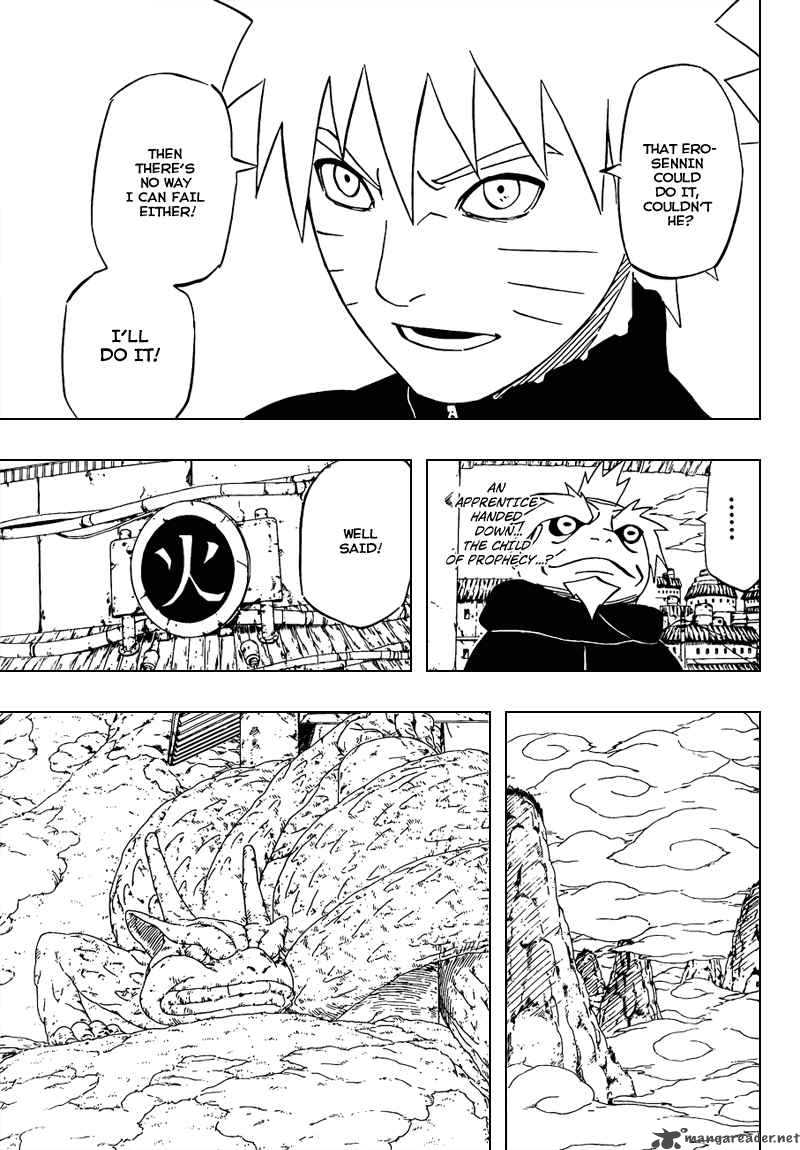 THAT ERO-
SENNIN
COULD
DO IT,
COULDN'T
HE?
THEN
THERE'S
NO WAY
I CAN FAIL
EITHER!
I'LL
DO IT!
......
AN
APPRENTICE
HANDED
DOWN...
THE CHILD
OF PROPHECY...?
WELL
SAID!
火
mangareader.net